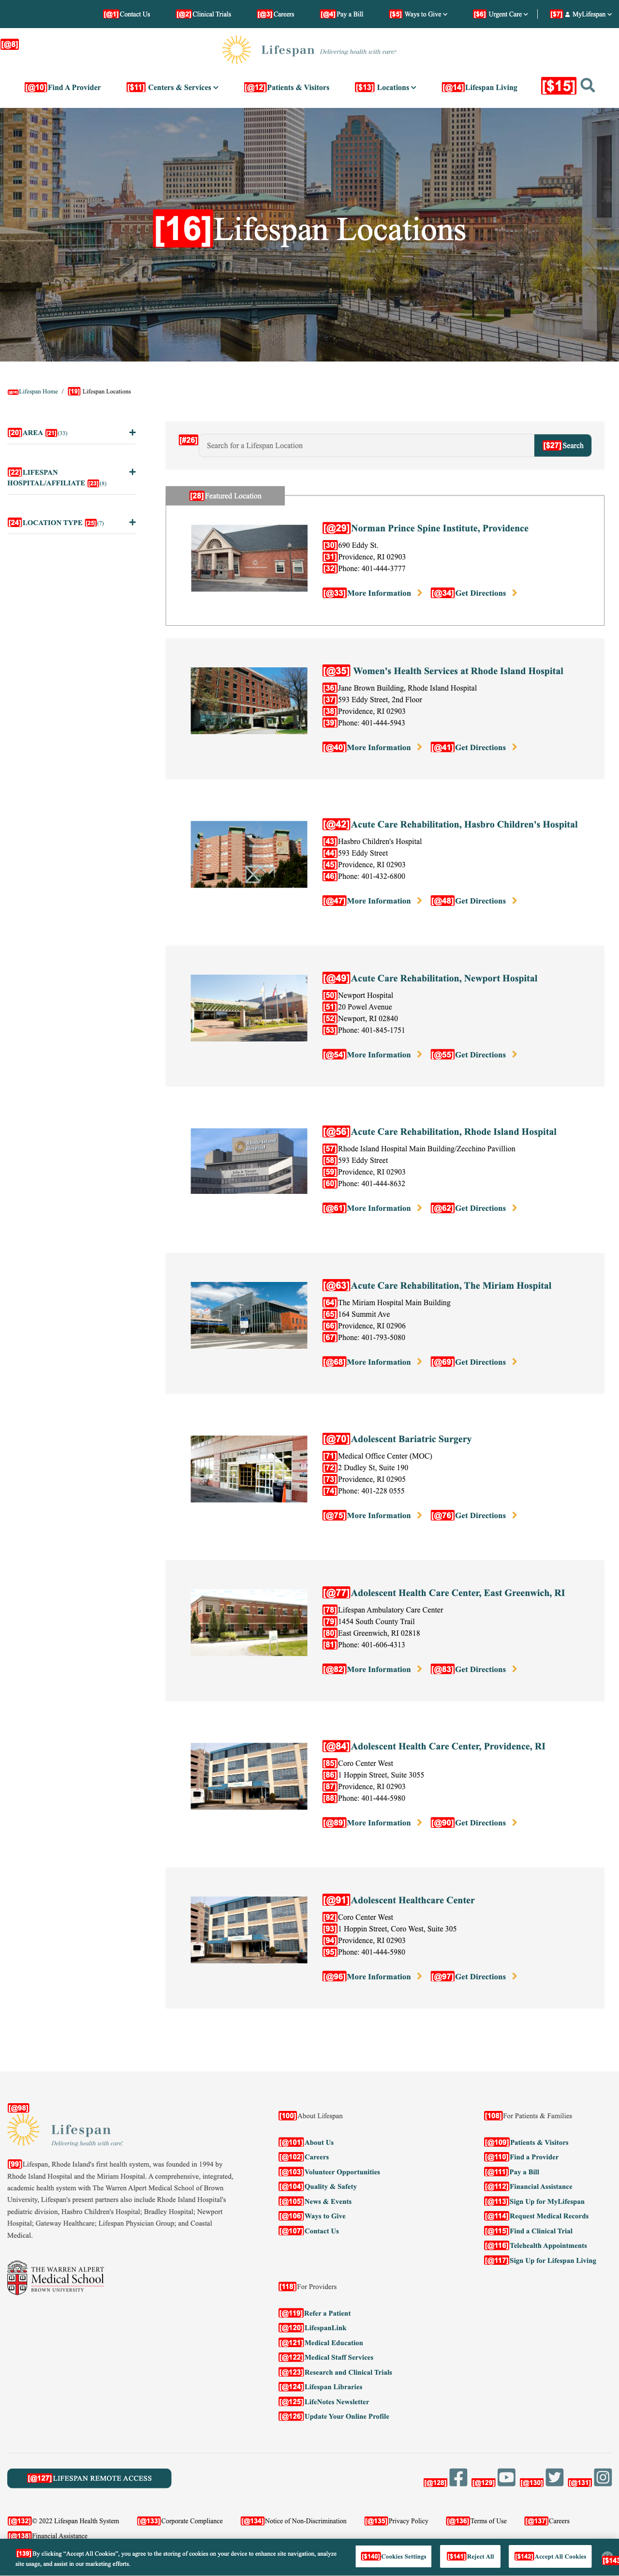 [@1]Contact Us [@2]Clinical Trials [@3]Careers [@4]Pay a Bill [$5] Ways to Give [$6] Urgent Care [$7] MyLifespan
[@8]
Lifespan Delivering health with care.®
[@10]Find A Provider [$11] Centers & Services [@12]Patients & Visitors [$13] Locations [@14]Lifespan Living [$15]
[16]Lifespan Locations
Lifespan Home / [19] Lifespan Locations
[20]AREA [21](33)
[22]LIFESPAN
HOSPITAL/AFFILIATE [23](8)
[24]LOCATION TYPE [25](7)
[#26] Search for a Lifespan Location [$27] Search
[28]Featured Location
[@29]Norman Prince Spine Institute, Providence
[30]690 Eddy St.
[31]Providence, RI 02903
[32]Phone: 401-444-3777
[@33]More Information [@34]Get Directions
[@35] Women's Health Services at Rhode Island Hospital
[36]Jane Brown Building, Rhode Island Hospital
[37]593 Eddy Street, 2nd Floor
[38]Providence, RI 02903
[39]Phone: 401-444-5943
[@40]More Information [@41]Get Directions
[@42]Acute Care Rehabilitation, Hasbro Children's Hospital
[43]Hasbro Children's Hospital
[44]593 Eddy Street
[45]Providence, RI 02903
[46]Phone: 401-432-6800
[@47]More Information [@48]Get Directions
[@49]Acute Care Rehabilitation, Newport Hospital
[50]Newport Hospital
[51]20 Powel Avenue
[52]Newport, RI 02840
[53]Phone: 401-845-1751
[@54]More Information [@55]Get Directions
[@56]Acute Care Rehabilitation, Rhode Island Hospital
[57]Rhode Island Hospital Main Building/Zecchino Pavillion
[58]593 Eddy Street
[59]Providence, RI 02903
[60]Phone: 401-444-8632
[@61]More Information [@62]Get Directions
[@63]Acute Care Rehabilitation, The Miriam Hospital
[64]The Miriam Hospital Main Building
[65]164 Summit Ave
[66]Providence, RI 02906
[67]Phone: 401-793-5080
[@68]More Information [@69]Get Directions
[@70]Adolescent Bariatric Surgery
[71]Medical Office Center (MOC)
[72]2 Dudley St, Suite 190
[73]Providence, RI 02905
[74]Phone: 401-228 0555
[@75]More Information [@76]Get Directions
[@77]Adolescent Health Care Center, East Greenwich, RI
[78]Lifespan Ambulatory Care Center
[79]1454 South County Trail
[80]East Greenwich, RI 02818
[81]Phone: 401-606-4313
[@82]More Information [@83]Get Directions
[@84]Adolescent Health Care Center, Providence, RI
[85]Coro Center West
[86]1 Hoppin Street, Suite 3055
[87]Providence, RI 02903
[88]Phone: 401-444-5980
[@89]More Information [@90]Get Directions
[@91]Adolescent Healthcare Center
[92]Coro Center West
[93]1 Hoppin Street, Coro West, Suite 305
[94]Providence, RI 02903
[95]Phone: 401-444-5980
[@96]More Information [@97]Get Directions
[@98]
Lifespan
Delivering health with care.®
[99]Lifespan, Rhode Island's first health system, was founded in 1994 by
Rhode Island Hospital and the Miriam Hospital. A comprehensive, integrated,
academic health system with The Warren Alpert Medical School of Brown
University, Lifespan's present partners also include Rhode Island Hospital's
pediatric division, Hasbro Children's Hospital; Bradley Hospital; Newport
Hospital; Gateway Healthcare; Lifespan Physician Group; and Coastal
Medical.
THE WARREN ALPERT
Medical School
BROWN UNIVERSITY
[100]About Lifespan
[@101]About Us
[@102]Careers
[@103]Volunteer Opportunities
[@104]Quality & Safety
[@105]News & Events
[@106]Ways to Give
[@107]Contact Us
[108]For Patients & Families
[@109]Patients & Visitors
[@110]Find a Provider
[@111]Pay a Bill
[@112]Financial Assistance
[@113]Sign Up for MyLifespan
[@114]Request Medical Records
[@115]Find a Clinical Trial
[@116]Telehealth Appointments
[@117]Sign Up for Lifespan Living
[118]For Providers
[@119]Refer a Patient
[@120]LifespanLink
[@121]Medical Education
[@122]Medical Staff Services
[@123]Research and Clinical Trials
[@124]Lifespan Libraries
[@125]LifeNotes Newsletter
[@126]Update Your Online Profile
[@127]LIFESPAN REMOTE ACCESS
[@128] [@129] [@130] [@131]
[@132]© 2022 Lifespan Health System [@133]Corporate Compliance [@134]Notice of Non-Discrimination [@135]Privacy Policy [@136]Terms of Use [@137]Careers
[@138]Financial Assistance
[139]By clicking “Accept All Cookies”, you agree to the storing of cookies on your device to enhance site navigation, analyze
site usage, and assist in our marketing efforts.
[$140]Cookies Settings [$141]Reject All [$142]Accept All Cookies [$143